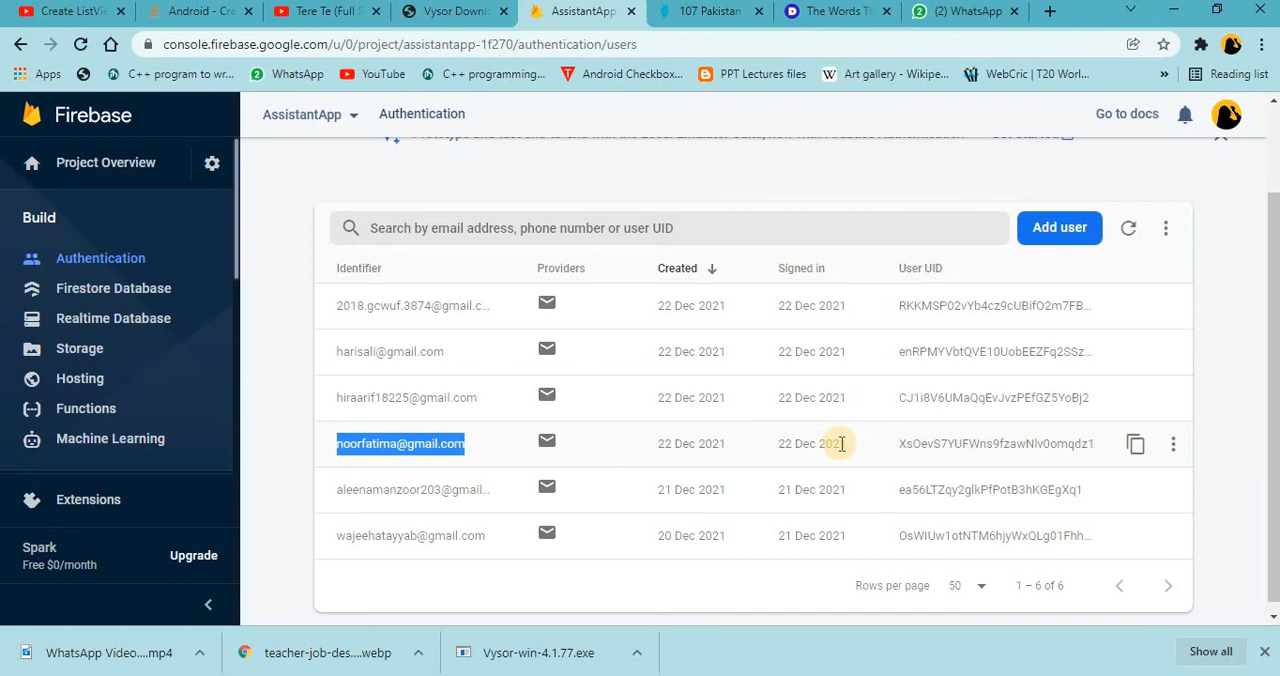 Create ListVie
Android - Cre
Tere Te (Full S
Vysor Downl
AssistantApp
107 Pakistan
The Words Th
(2) WhatsApp
console.firebase.google.com/u/0/project/assistantapp-1f270/authentication/users
Apps
C++ program to wr...
WhatsApp
YouTube
C++ programming...
Android Checkbox...
PPT Lectures files
Art gallery - Wikipe...
WebCric | T20 Worl...
»
Reading list
Firebase
AssistantApp
Authentication
Go to docs
Project Overview
Build
Authentication
Firestore Database
Realtime Database
Storage
Hosting
Functions
Machine Learning
Extensions
Spark
Free $0/month
Upgrade
Search by email address, phone number or user UID
Add user
Identifier Providers Created Signed in User UID
2018.gcwuf.3874@gmail.c... 22 Dec 2021 22 Dec 2021 RKKMSP02vYb4cz9cUBifO2m7FB...
harisali@gmail.com 22 Dec 2021 22 Dec 2021 enRPMYVbtQVE10UobEEZFq2SSz...
hiraarif18225@gmail.com 22 Dec 2021 22 Dec 2021 CJ1i8V6UMaQqEvJvzPEfGZ5YoBj2
noorfatima@gmail.com 22 Dec 2021 22 Dec 2021 XsOevS7YUFWns9fzawNlv0omqdz1
aleenamanzoor203@gmail... 21 Dec 2021 21 Dec 2021 ea56LTZqy2glkPfPotB3hKGEgXq1
wajeehatayyab@gmail.com 20 Dec 2021 21 Dec 2021 OsWIUw1otNTM6hjyWxQLg01Fhh...
Rows per page 50 1 – 6 of 6
WhatsApp Video....mp4
teacher-job-des....webp
Vysor-win-4.1.77.exe
Show all